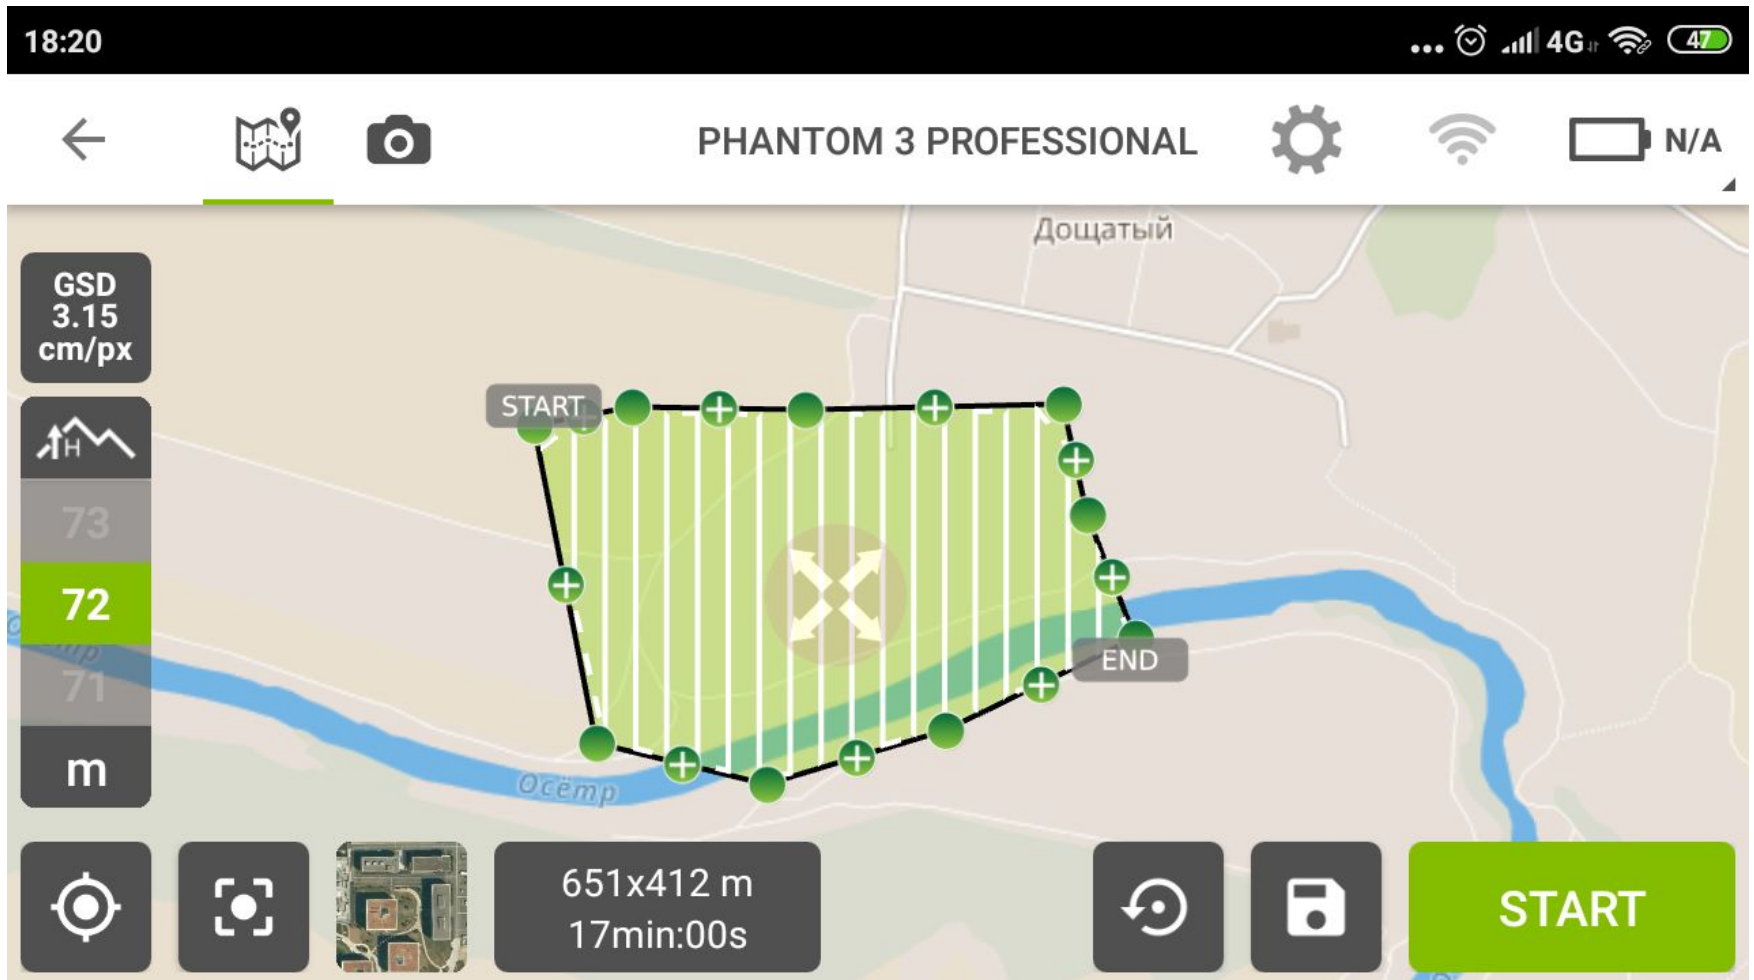 18:20
4G
47
PHANTOM 3 PROFESSIONAL
N/A
Дощатый
GSD
3.15
cm/px
H
73
72
71
m
START
END
Осётр
651x412 m
17min:00s
START